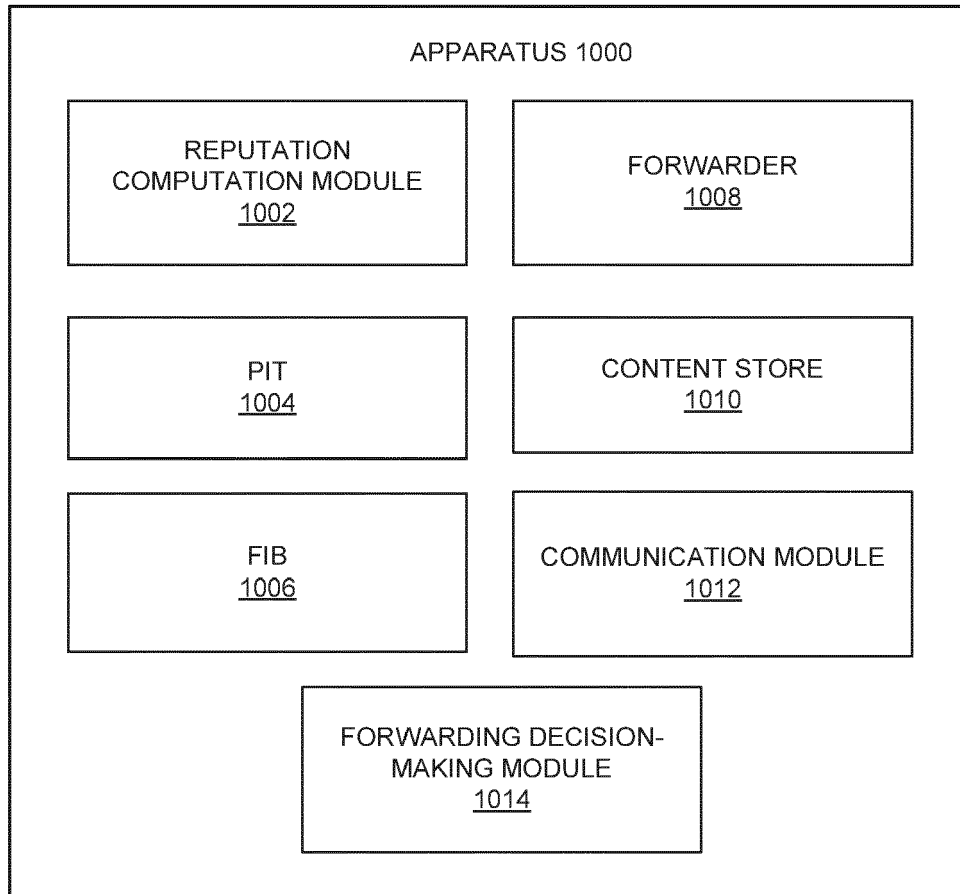 APPARATUS 1000
REPUTATION
COMPUTATION MODULE
1002
FORWARDER
1008
PIT
1004
CONTENT STORE
1010
FIB
1006
COMMUNICATION MODULE
1012
FORWARDING DECISION-
MAKING MODULE
1014